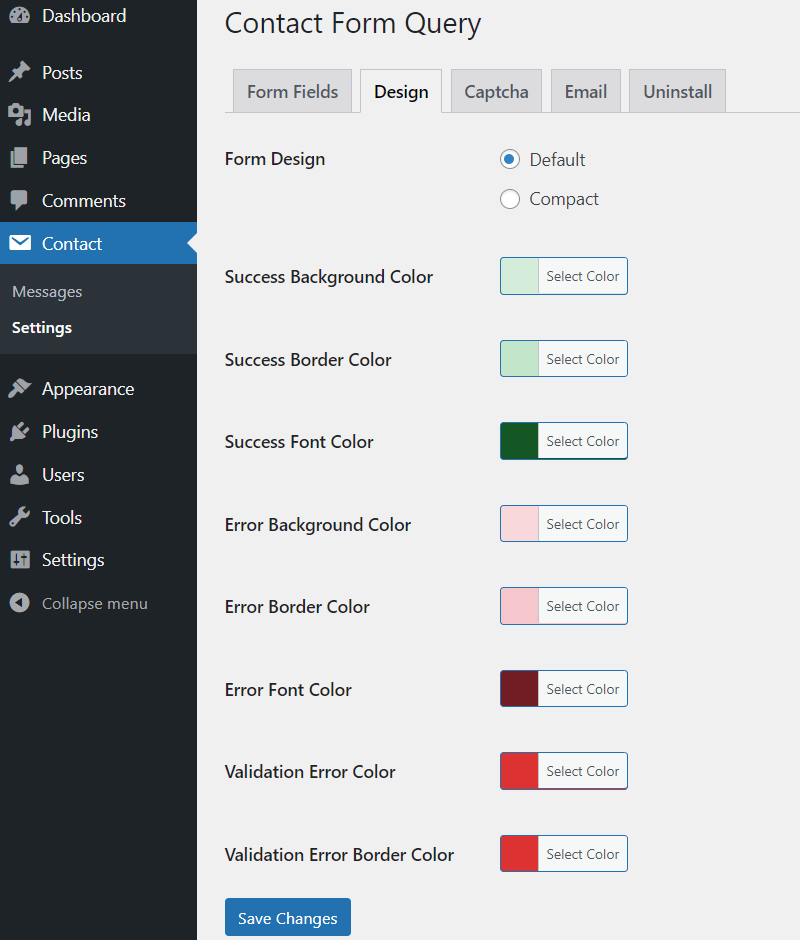 Dashboard
Posts
Media
Pages
Comments
Contact
Messages
Settings
Appearance
Plugins
Users
Tools
Settings
Collapse menu
Contact Form Query
Form Fields
Design
Captcha
Email
Uninstall
Form Design
Default
Compact
Success Background Color
Select Color
Success Border Color
Select Color
Success Font Color
Select Color
Error Background Color
Select Color
Error Border Color
Select Color
Error Font Color
Select Color
Validation Error Color
Select Color
Validation Error Border Color
Select Color
Save Changes